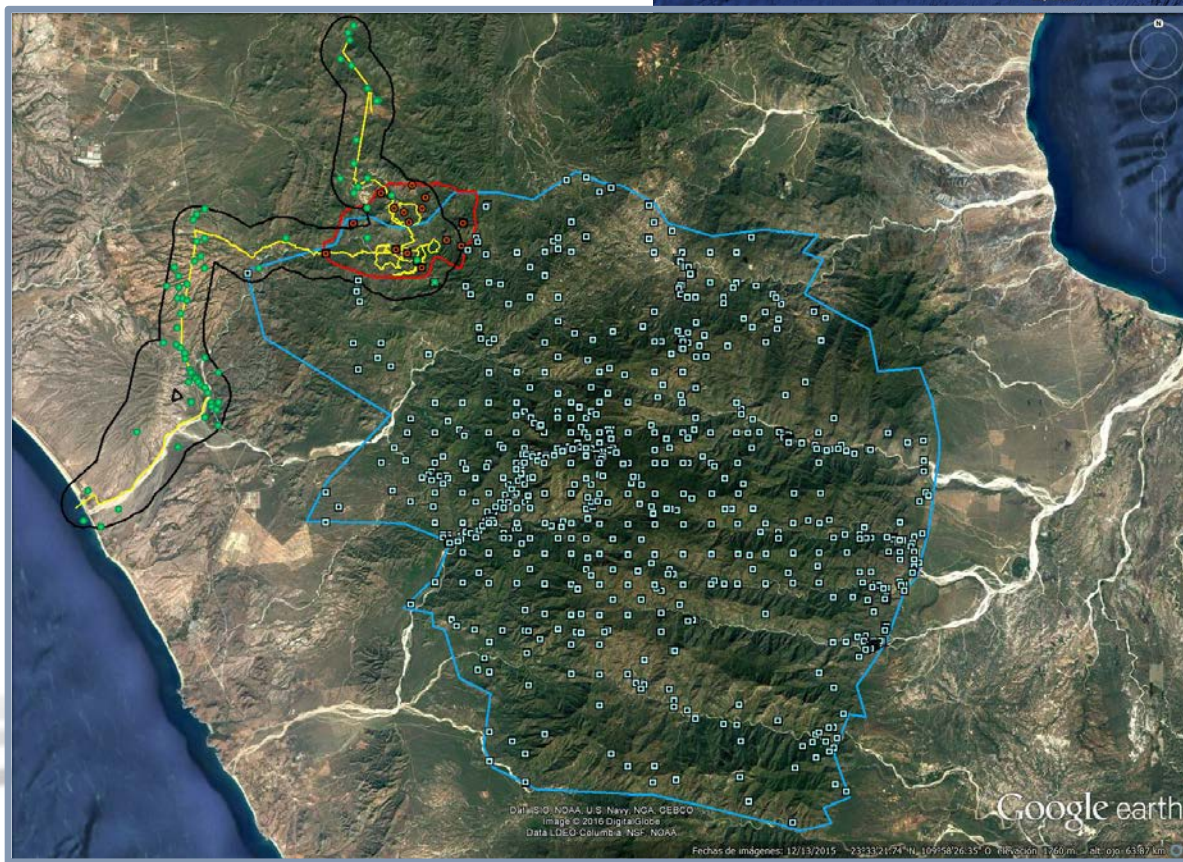 N
Data SIO, NOAA, U.S. Navy, NGA, GEBCO
Image © 2016 DigitalGlobe
Data LDEO-Columbia, NSF, NOAA
Google earth
Fechas de imágenes: 12/13/2015 23°33'21.74" N 109°58'26.35" O elevación 1760 m alt. ojo 63.87 km